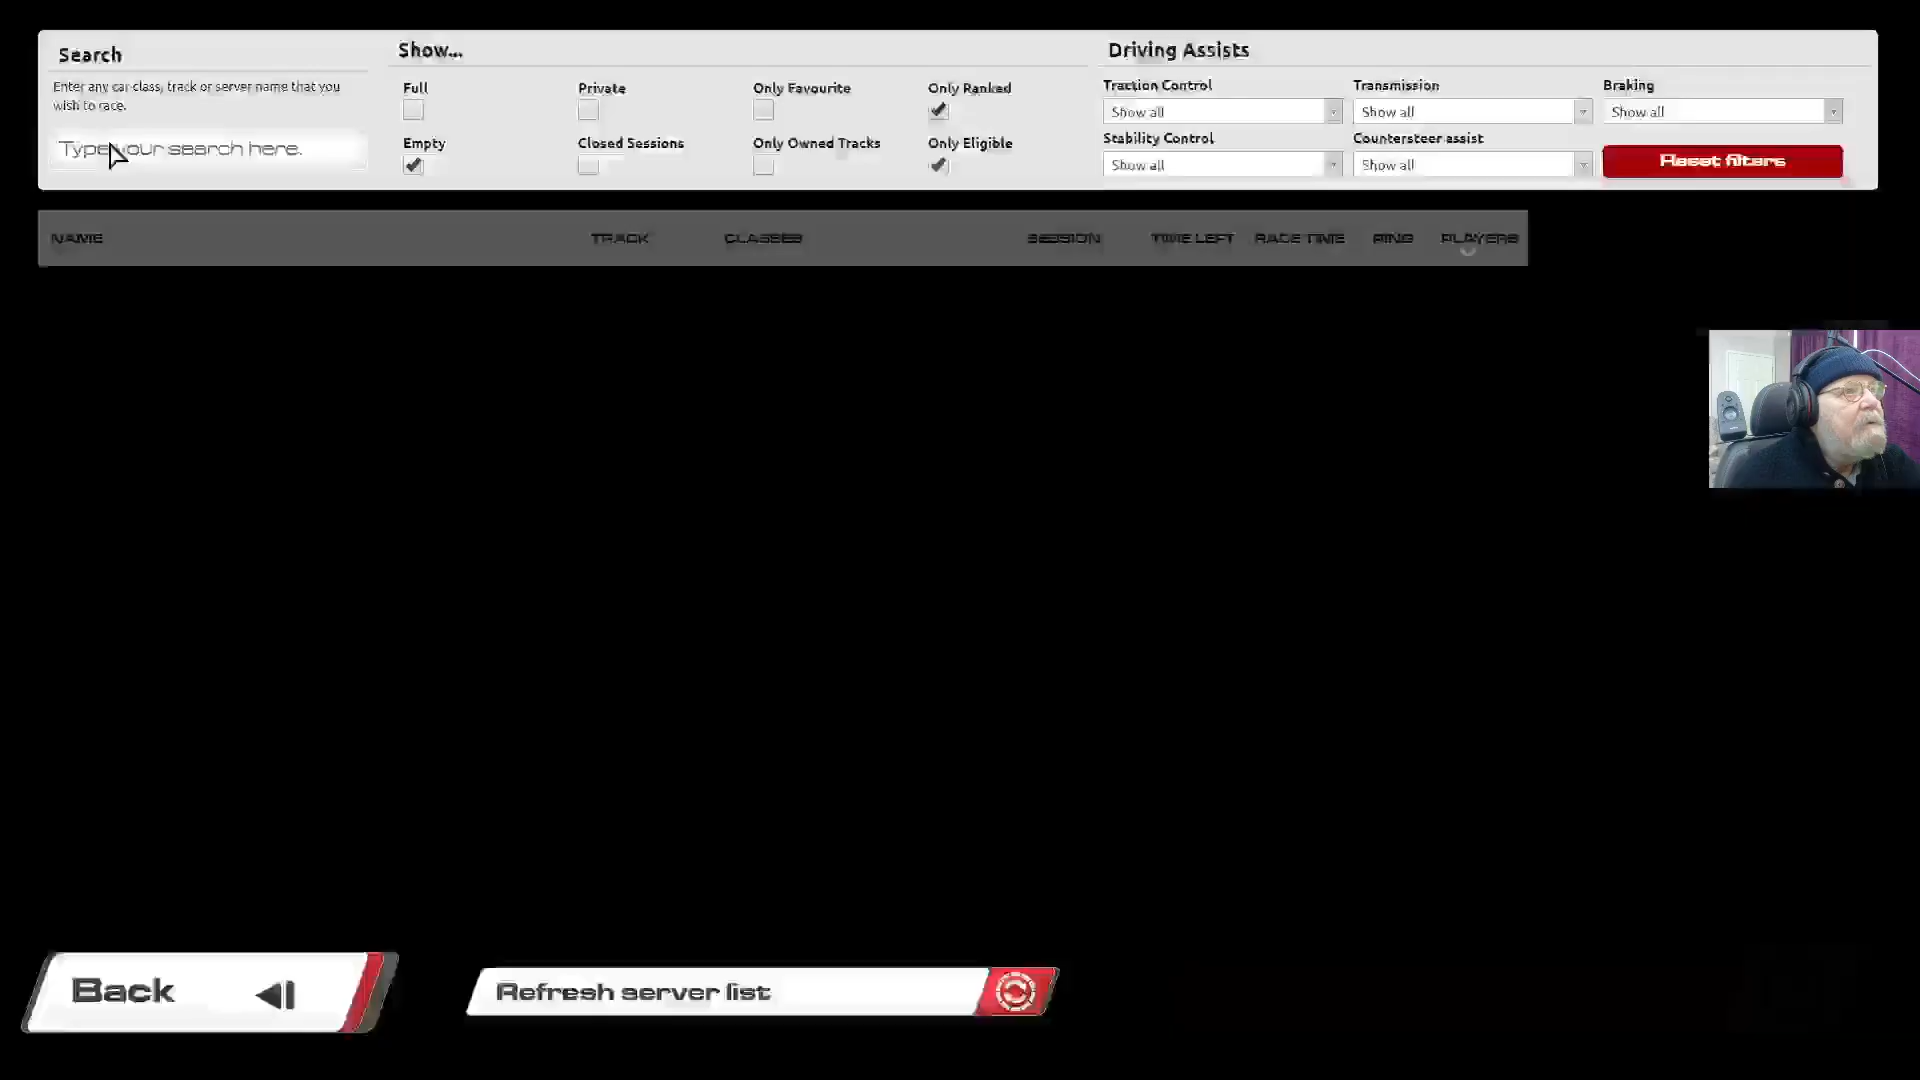 Search
Enter any car class, track or server name that you
wish to race.
Type your search here.
Show...
Full
Private
Only Favourite
Only Ranked
Empty
Closed Sessions
Only Owned Tracks
Only Eligible
Driving Assists
Traction Control
Transmission
Braking
Show all
Show all
Show all
Stability Control
Countersteer assist
Show all
Show all
Reset filters
NAME TRACK CLASSES SESSION TIME LEFT RACE TIME PING PLAYERS
Back
Refresh server list